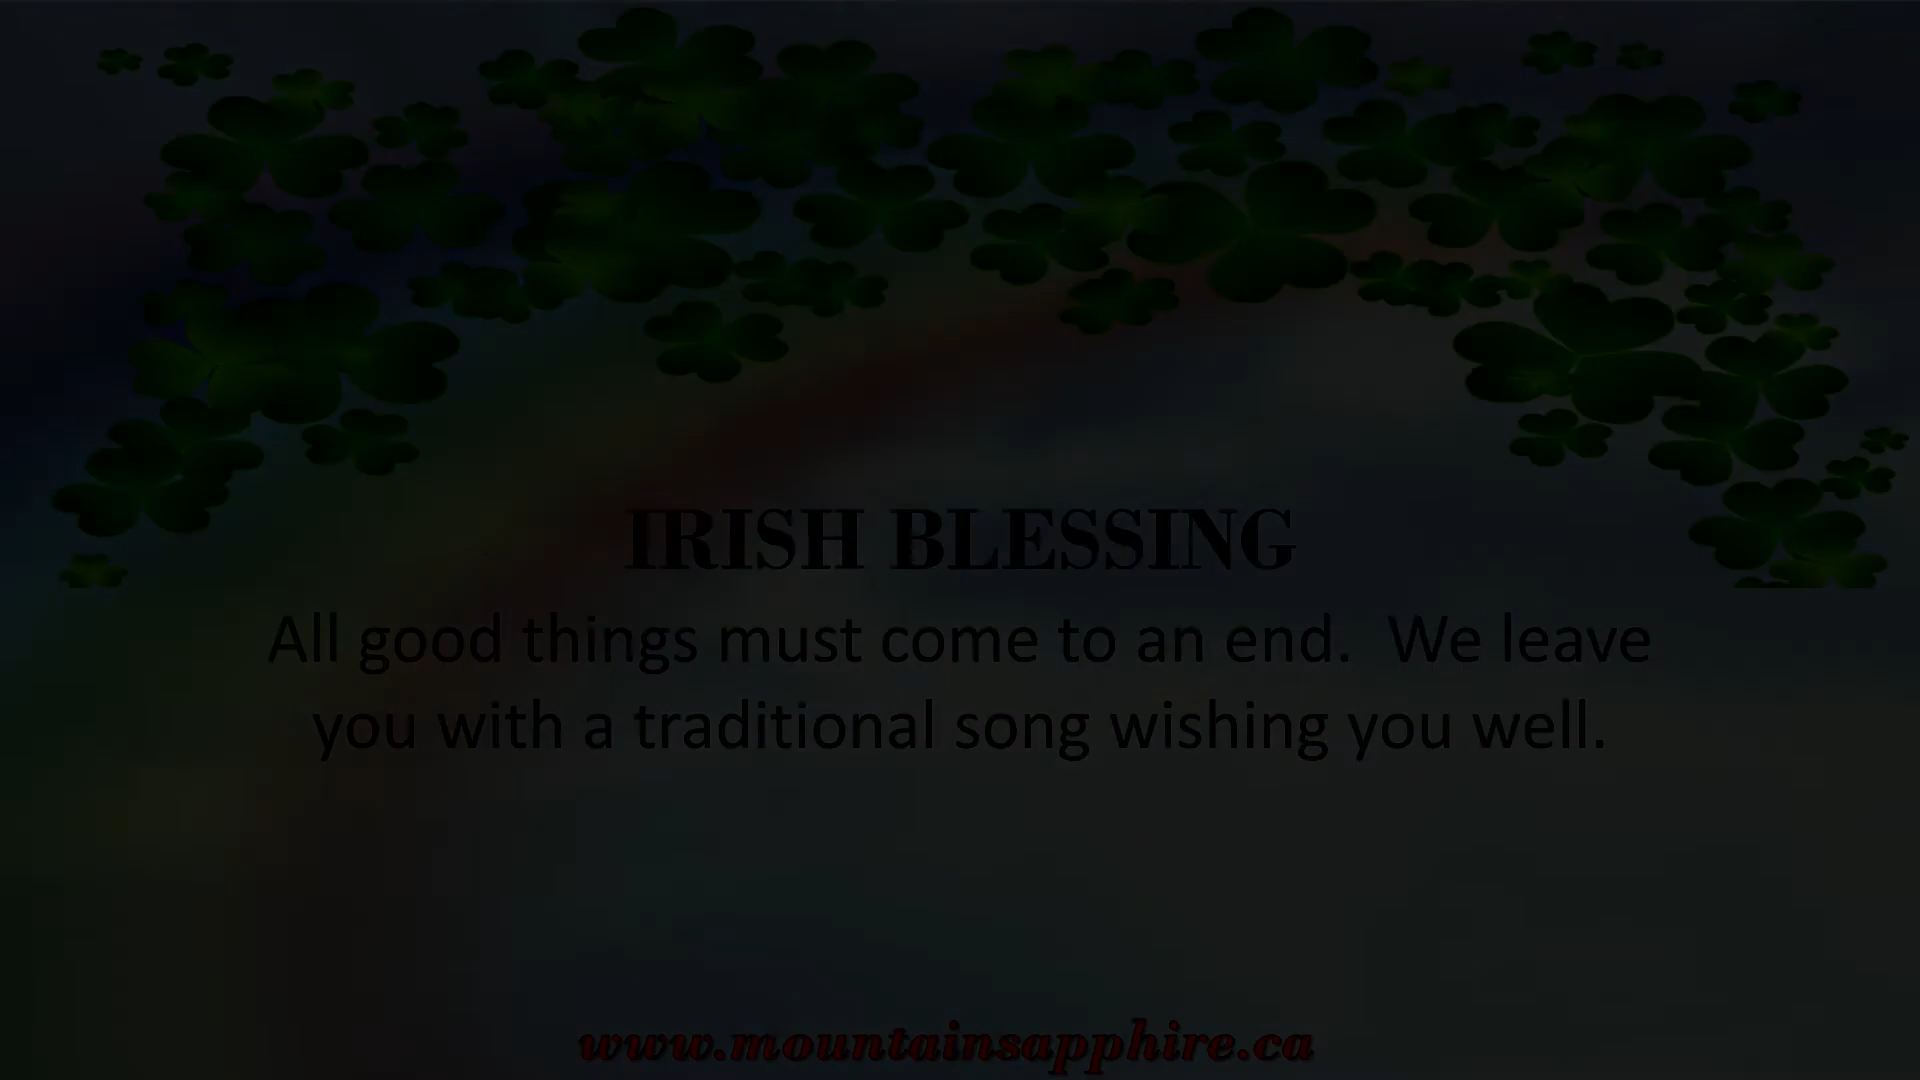 IRISH BLESSING
All good things must come to an end.  We leave
you with a traditional song wishing you well.
www.mountainsapphire.ca